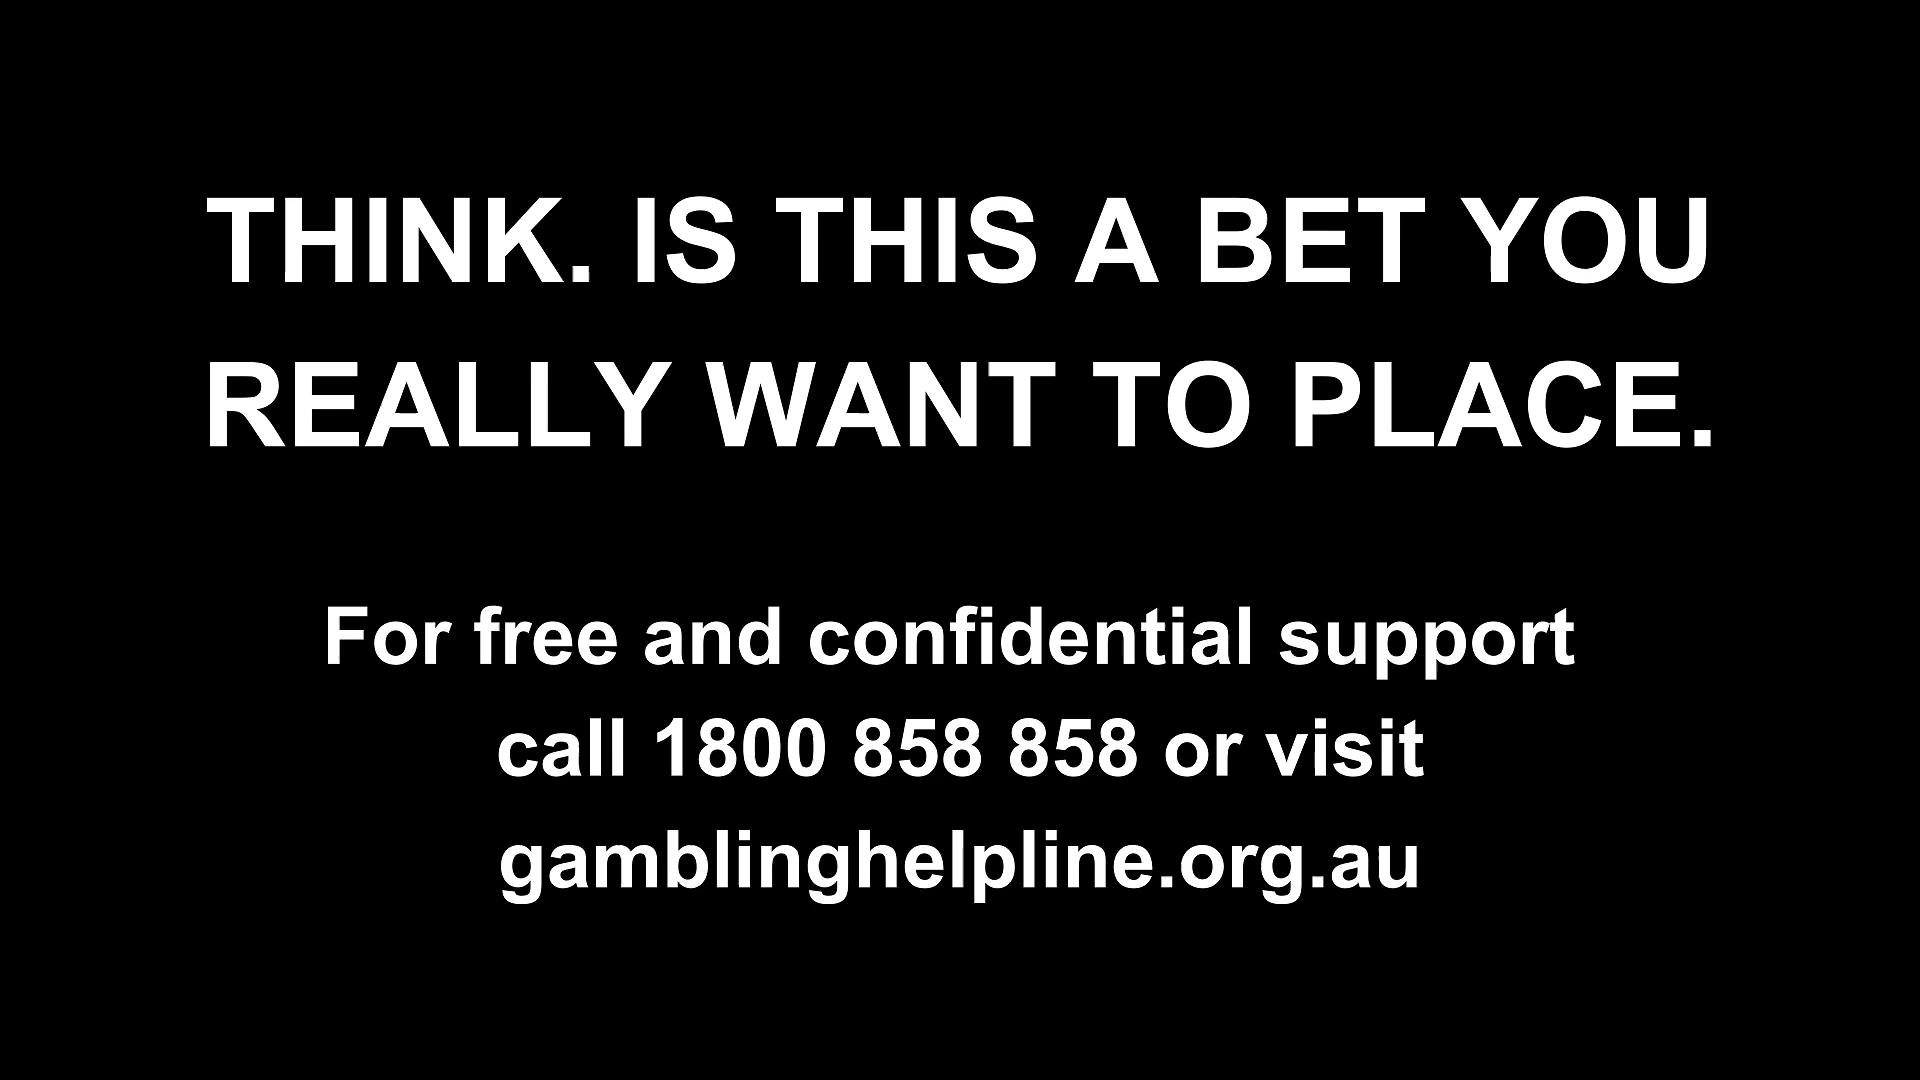 THINK. IS THIS A BET YOU
REALLY WANT TO PLACE.
For free and confidential support
call 1800 858 858 or visit
gamblinghelpline.org.au